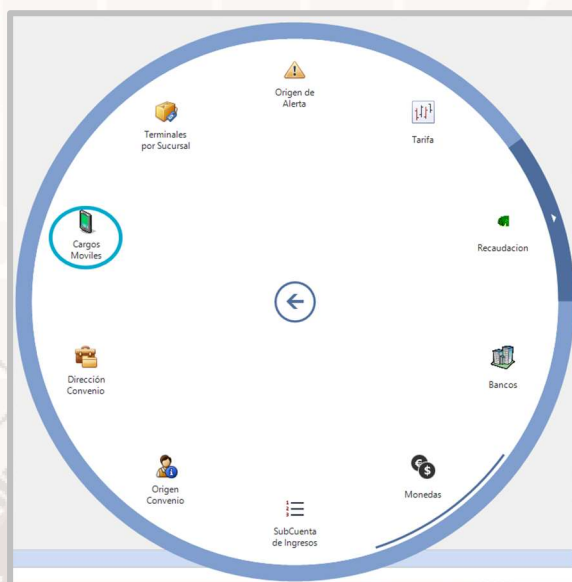 Origen de
Alerta
Terminales
por Sucursal
Tarifa
Cargos
Moviles
Recaudacion
Dirección
Convenio
Bancos
Origen
Convenio
Monedas
SubCuenta
de Ingresos